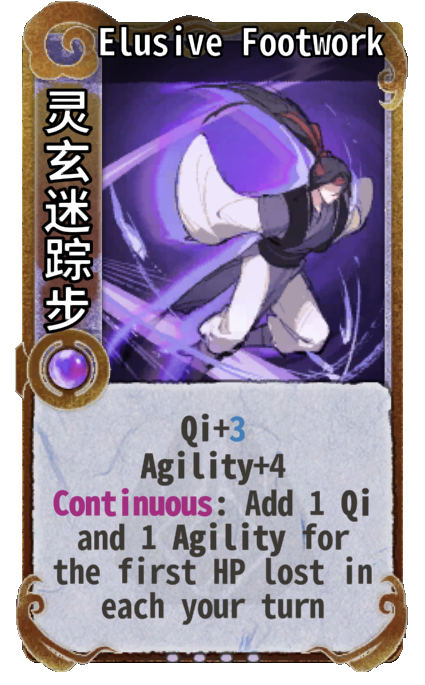 Elusive Footwork
灵玄迷踪步
Qi+3
Agility+4
Continuous: Add 1 Qi
and 1 Agility for
the first HP lost in
each your turn